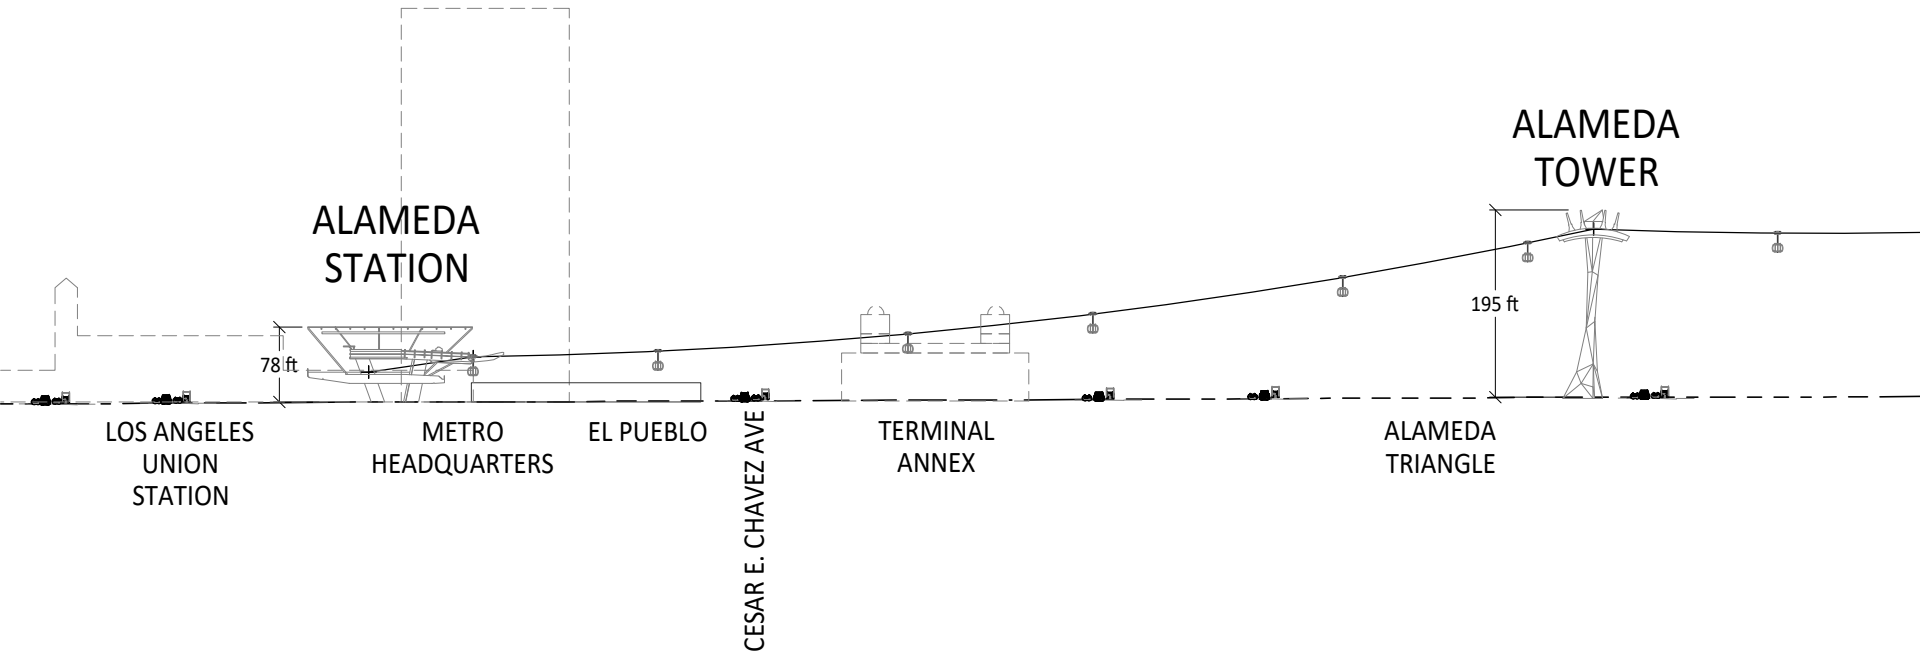 ALAMEDA
TOWER
ALAMEDA
STATION
195 ft
78 ft
LOS ANGELES
UNION
STATION
METRO
HEADQUARTERS
EL PUEBLO
CESAR E. CHAVEZ AVE
TERMINAL
ANNEX
ALAMEDA
TRIANGLE